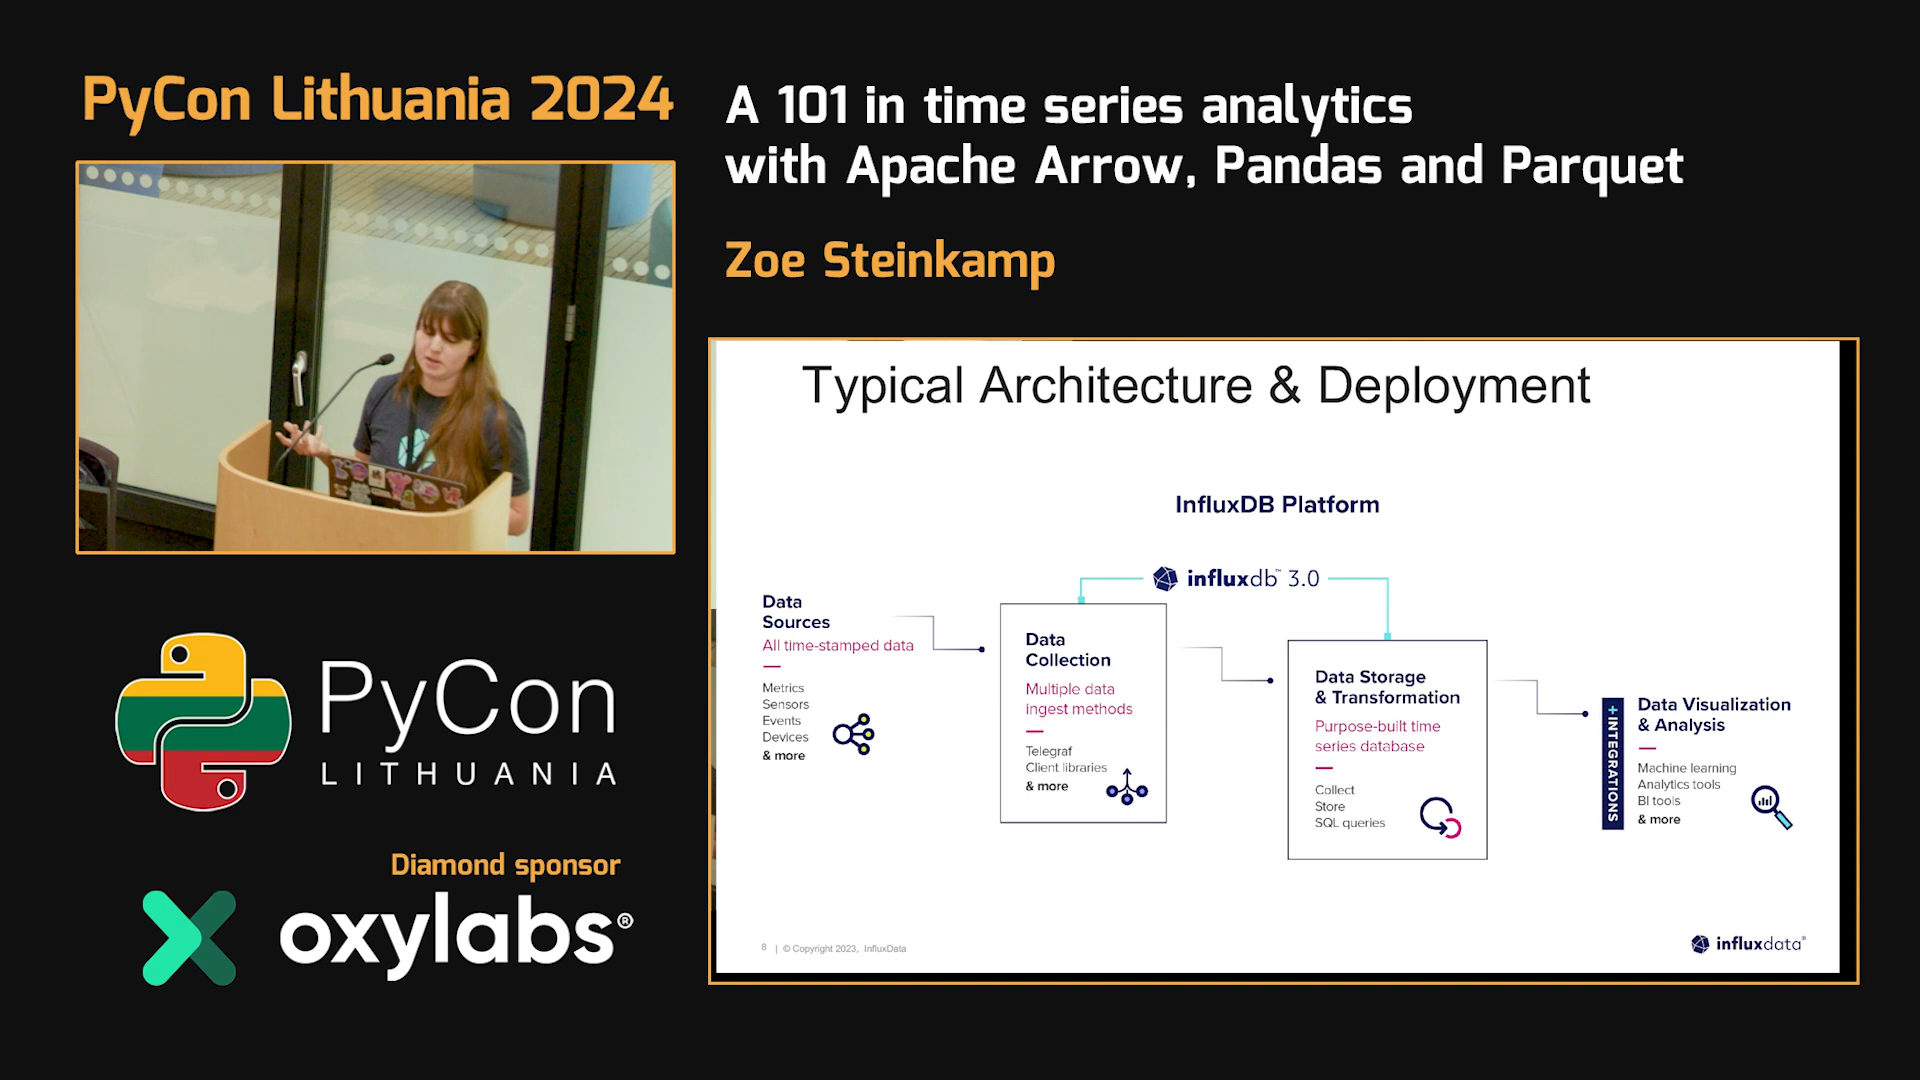 PyCon Lithuania 2024
A 101 in time series analytics
with Apache Arrow, Pandas and Parquet
Zoe Steinkamp
Typical Architecture & Deployment
InfluxDB Platform
influxdb™ 3.0
Data
Sources
All time-stamped data
Metrics
Sensors
Events
Devices
& more
Data
Collection
Multiple data
ingest methods
Telegraf
Client libraries
& more
Data Storage
& Transformation
Purpose-built time
series database
Collect
Store
SQL queries
+ INTEGRATIONS
Data Visualization
& Analysis
Machine learning
Analytics tools
BI tools
& more
8 | © Copyright 2023, InfluxData
influxdata®
PyCon
LITHUANIA
Diamond sponsor
oxylabs®